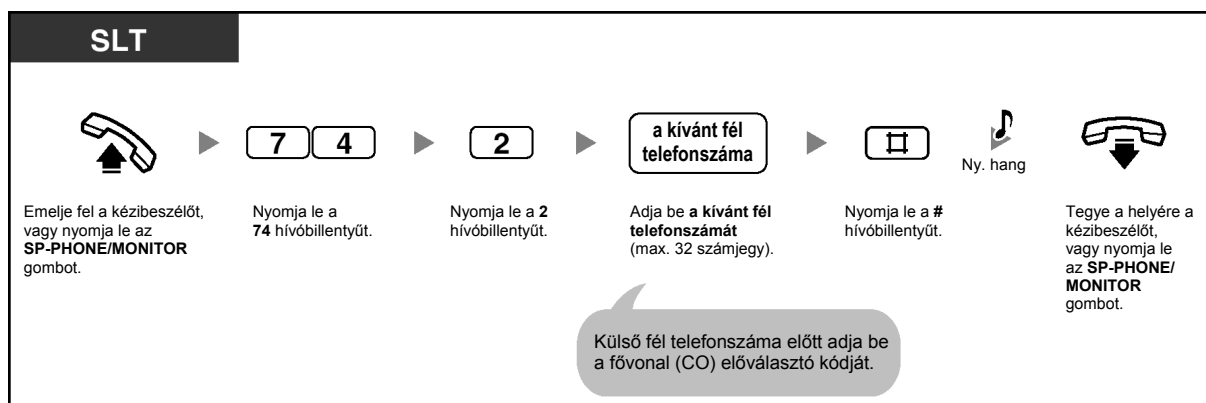 SLT
7 4
2
a kívánt fél
telefonszáma
#
Ny. hang
Emelje fel a kézibeszélőt,
vagy nyomja le az
SP-PHONE/MONITOR
gombot.
Nyomja le a
74 hívóbillentyűt.
Nyomja le a 2
hívóbillentyűt.
Adja be a kívánt fél
telefonszámát
(max. 32 számjegy).
Nyomja le a #
hívóbillentyűt.
Tegye a helyére a
kézibeszélőt,
vagy nyomja le
az SP-PHONE/
MONITOR
gombot.
Külső fél telefonszáma előtt adja be
a fővonal (CO) előválasztó kódját.